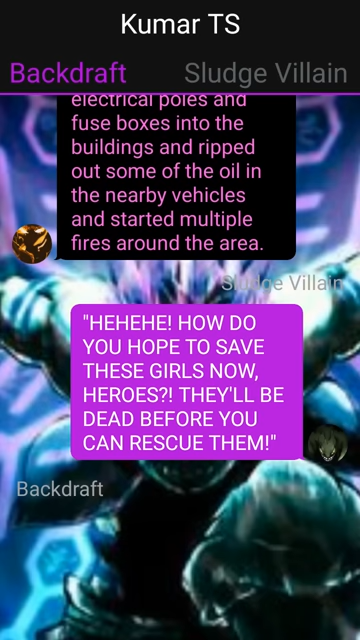 Kumar TS
Backdraft
Sludge Villain
electrical poles and
fuse boxes into the
buildings and ripped
out some of the oil in
the nearby vehicles
and started multiple
fires around the area.
Sludge Villain
"HEHEHE! HOW DO
YOU HOPE TO SAVE
THESE GIRLS NOW,
HEROES?! THEY'LL BE
DEAD BEFORE YOU
CAN RESCUE THEM!"
Backdraft